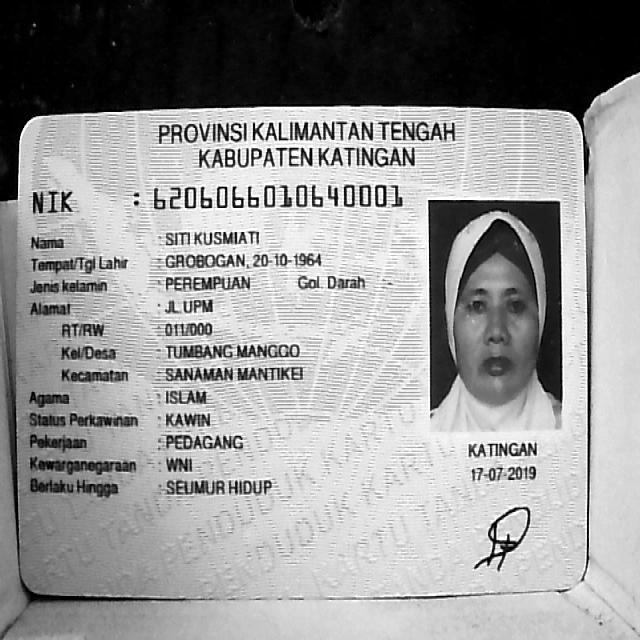 PROVINSI KALIMANTAN TENGAH
KABUPATEN KATINGAN
NIK : 6206066010640001
Nama : SITI KUSMIATI
Tempat/Tgl Lahir : GROBOGAN, 20-10-1964
Jenis kelamin : PEREMPUAN Gol. Darah -
Alamat : JL.UPM
RT/RW : 011/000
Kel/Desa : TUMBANG MANGGO
Kecamatan : SANAMAN MANTIKEI
Agama : ISLAM
Status Perkawinan : KAWIN
Pekerjaan : PEDAGANG
Kewarganegaraan : WNI
Berlaku Hingga : SEUMUR HIDUP
KATINGAN
17-07-2019